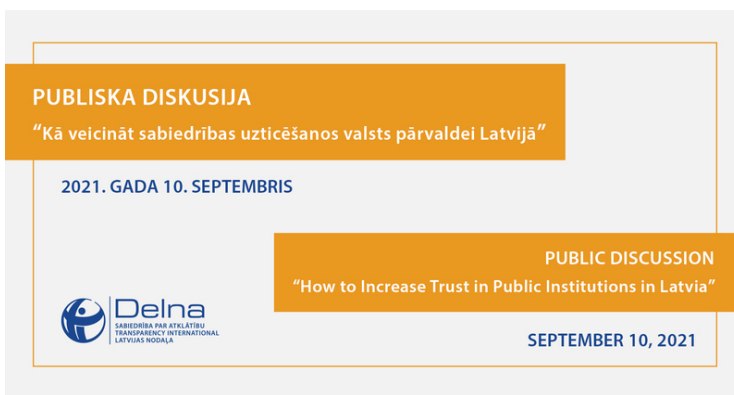 PUBLISKA DISKUSIJA
“Kā veicināt sabiedrības uzticēšanos valsts pārvaldei Latvijā”
2021. GADA 10. SEPTEMBRIS
PUBLIC DISCUSSION
“How to Increase Trust in Public Institutions in Latvia”
SEPTEMBER 10, 2021
Delna
SABIEDRĪBA PAR ATKLĀTĪBU
TRANSPARENCY INTERNATIONAL
LATVIJAS NODAĻA